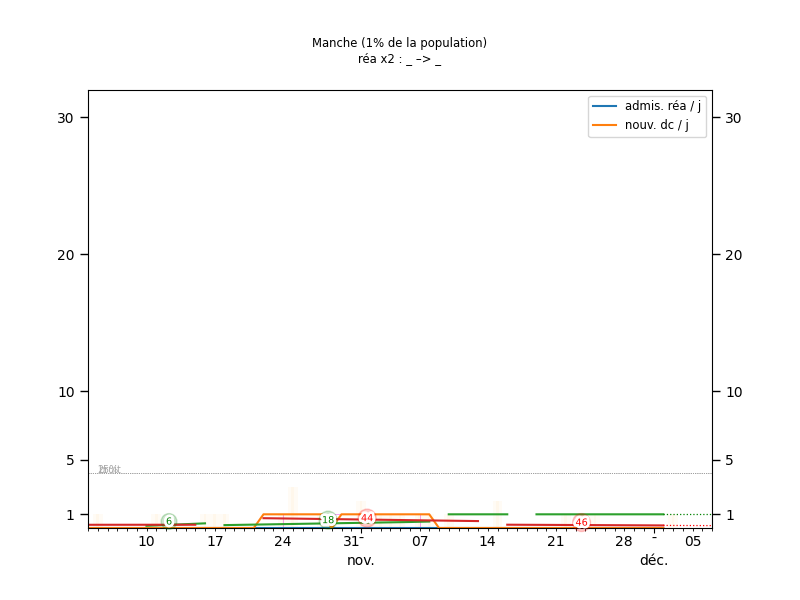 Manche (1% de la population)
réa x2 : _ –> _
admis. réa / j
nouv. dc / j
30 30
20 20
10 10
5 5
1 1
6 18 44 46
10 17 24 31 07 14 21 28 - 05
nov. déc.